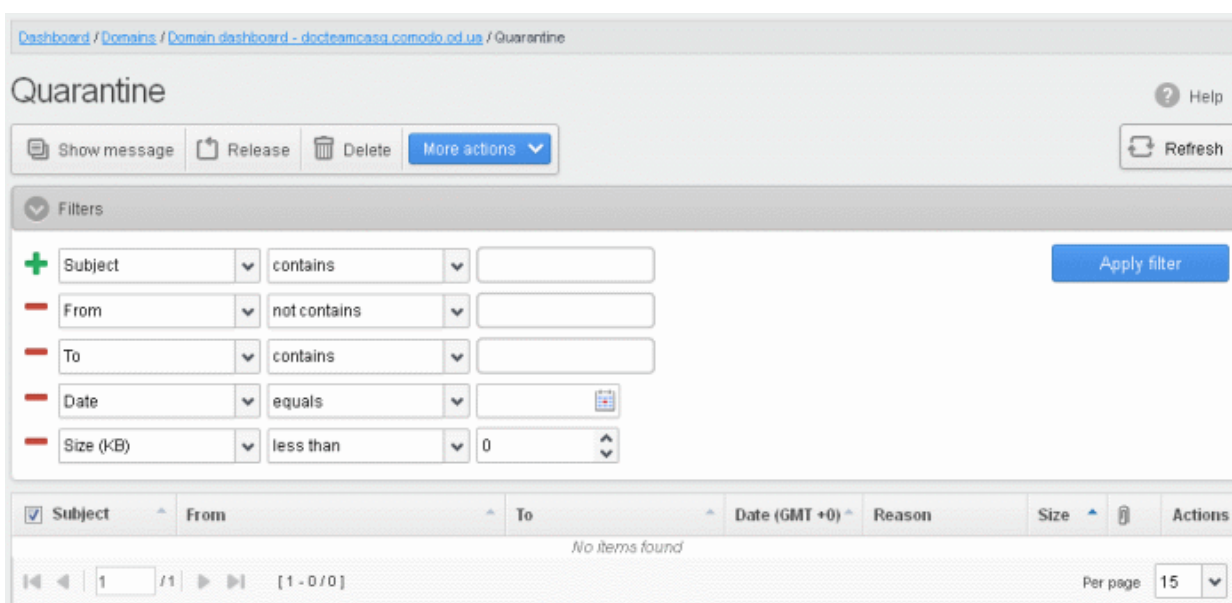 Dashboard / Domains / Domain dashboard - docteamcasg.comodo.od.ua / Quarantine
Quarantine
Help
Show message Release Delete More actions
Refresh
Filters
Subject contains
Apply filter
From not contains
To contains
Date equals
Size (KB) less than 0
Subject From To Date (GMT +0) Reason Size Actions
No items found
1 /1 [1 - 0 / 0] Per page 15